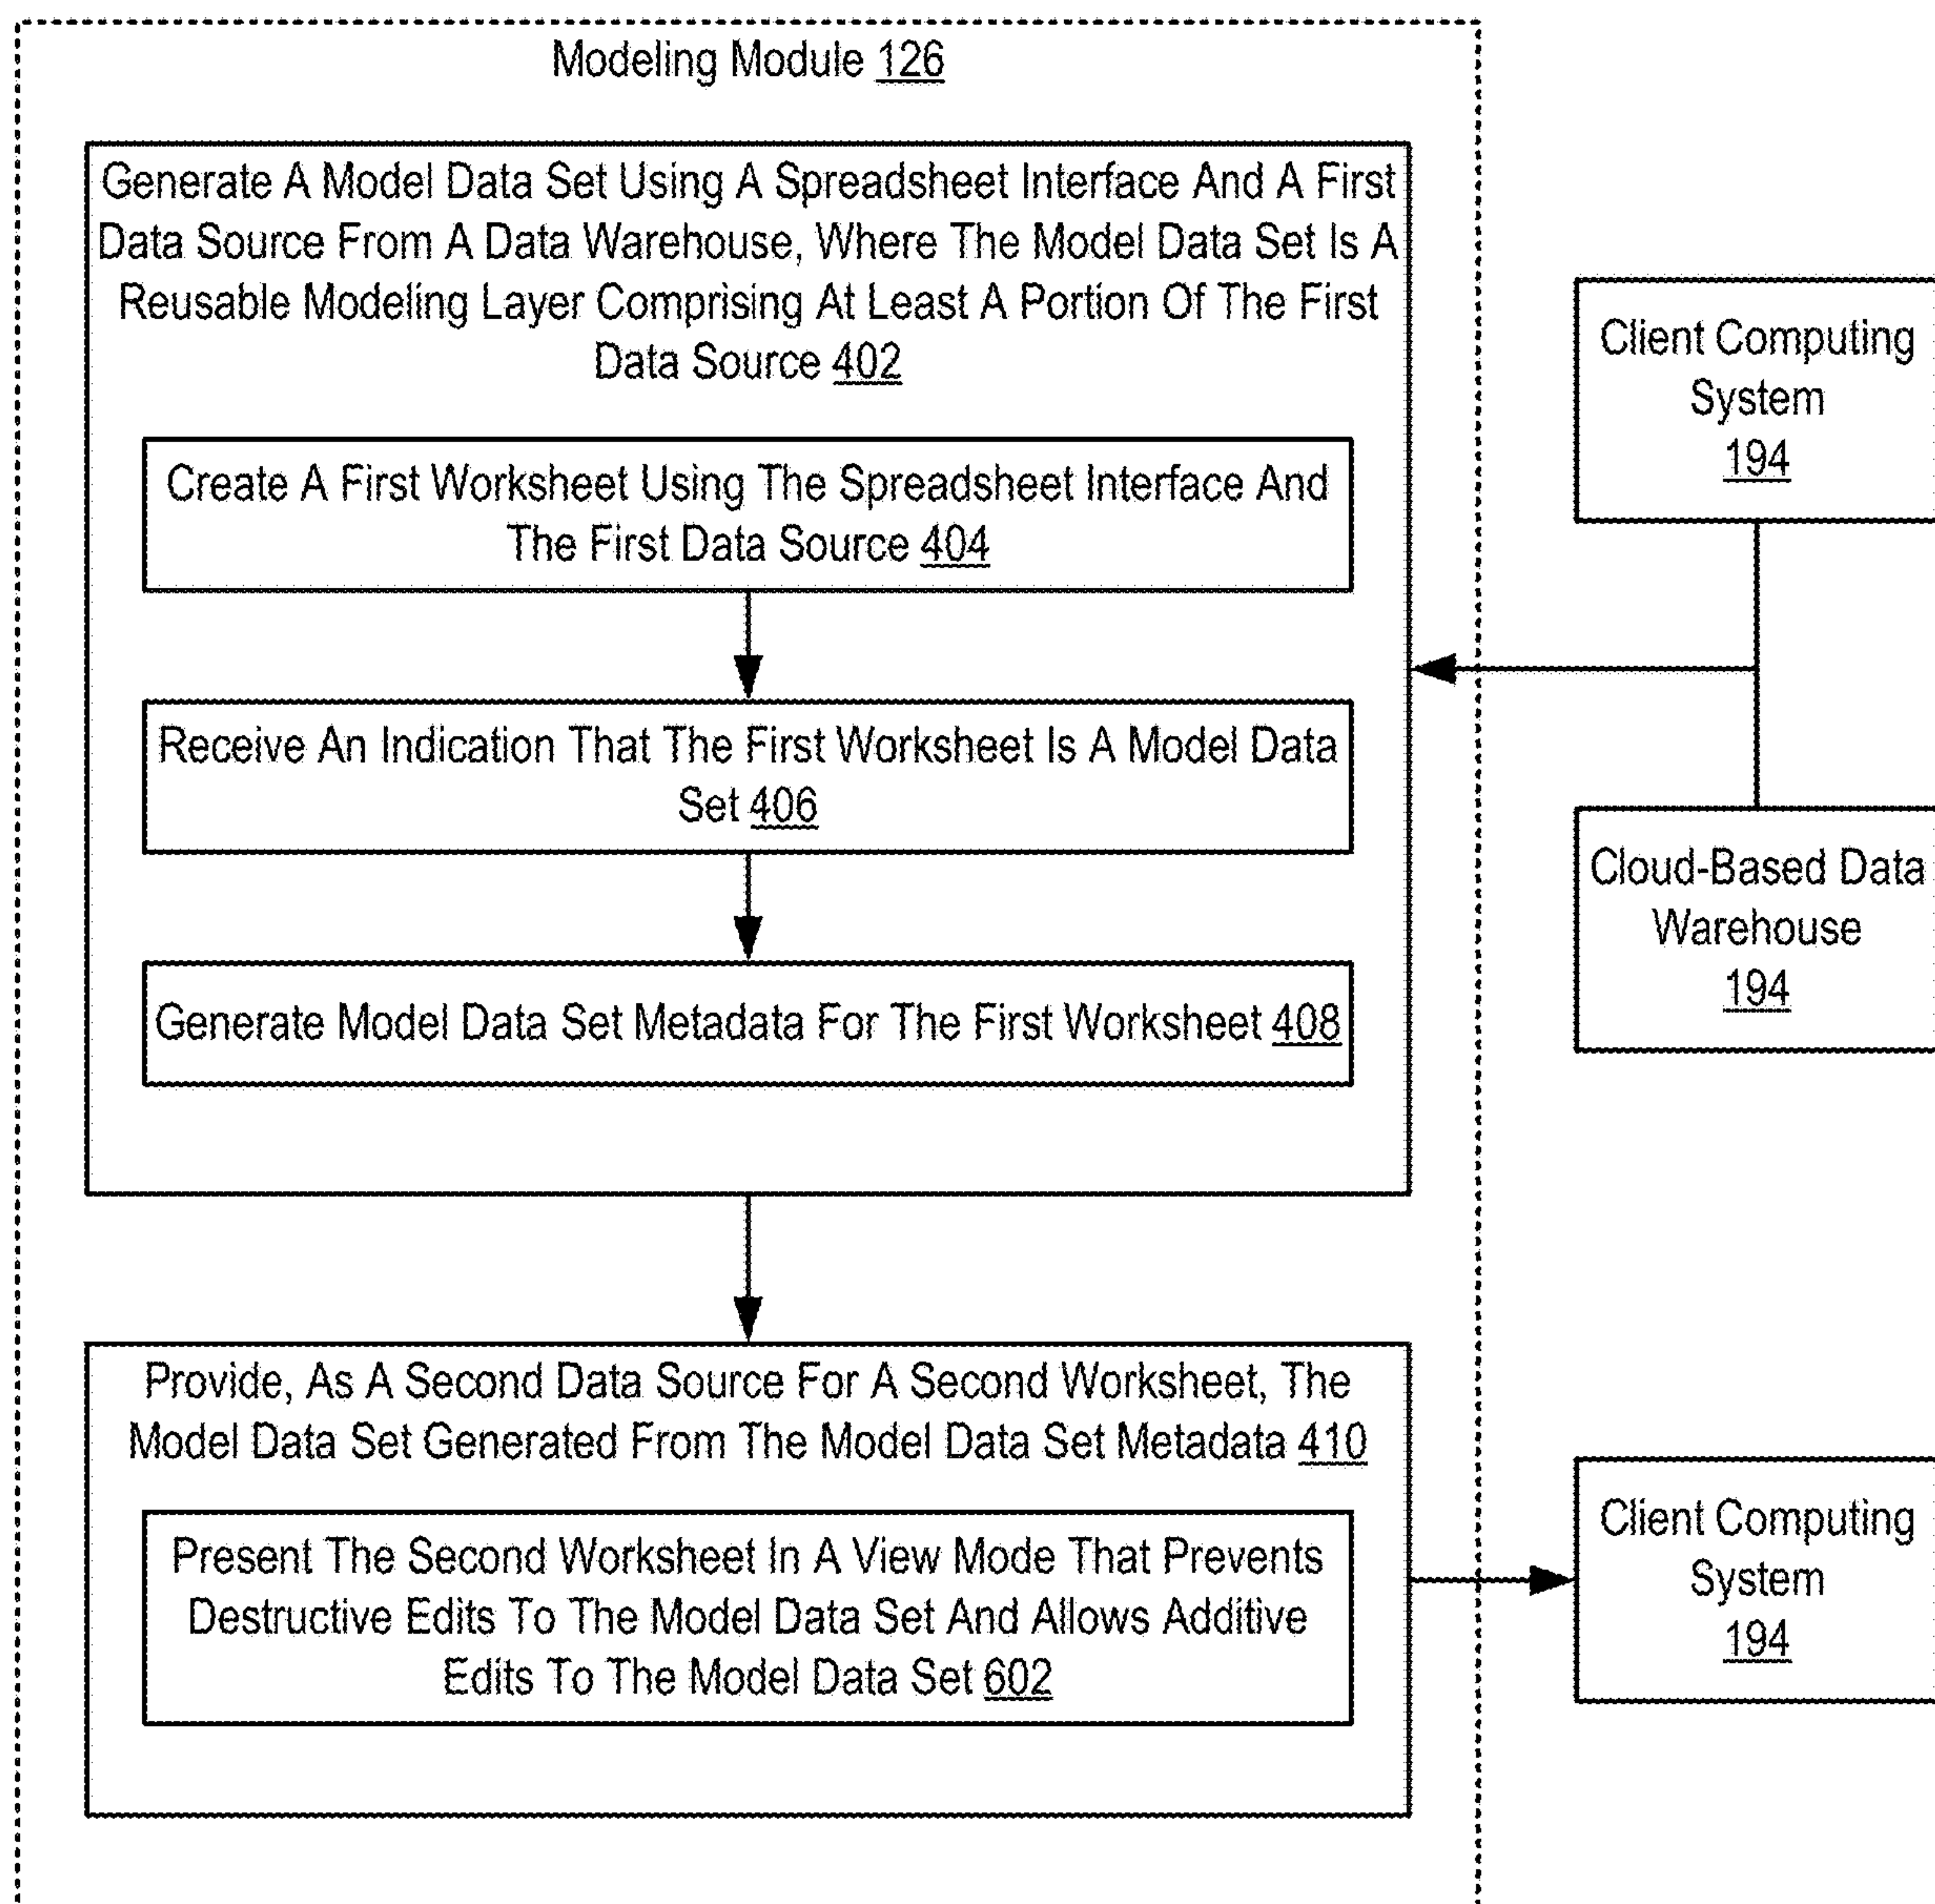 Modeling Module 126
Generate A Model Data Set Using A Spreadsheet Interface And A First
Data Source From A Data Warehouse, Where The Model Data Set Is A
Reusable Modeling Layer Comprising At Least A Portion Of The First
Data Source 402
Create A First Worksheet Using The Spreadsheet Interface And
The First Data Source 404
Receive An Indication That The First Worksheet Is A Model Data
Set 406
Generate Model Data Set Metadata For The First Worksheet 408
Client Computing
System
194
Cloud-Based Data
Warehouse
194
Provide, As A Second Data Source For A Second Worksheet, The
Model Data Set Generated From The Model Data Set Metadata 410
Present The Second Worksheet In A View Mode That Prevents
Destructive Edits To The Model Data Set And Allows Additive
Edits To The Model Data Set 602
Client Computing
System
194